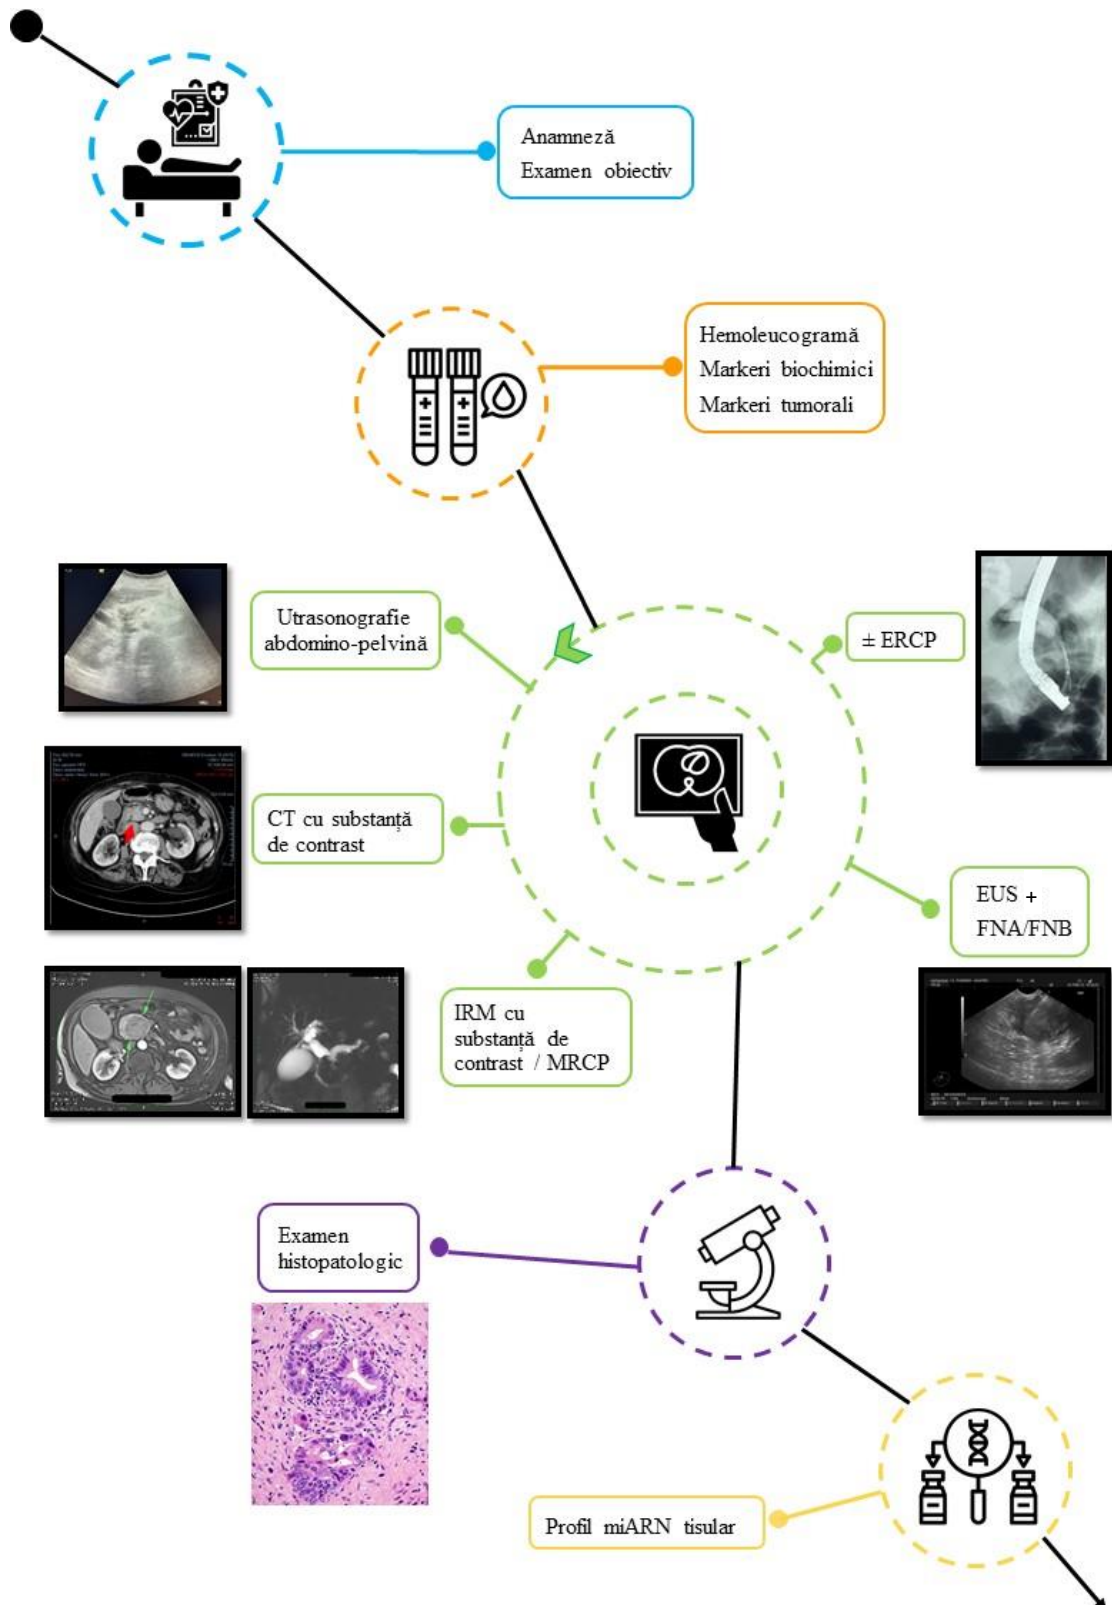 Anamneză
Examen obiectiv
Hemoleucogramă
Markeri biochimici
Markeri tumorali
Utrasonografie
abdomino-pelvină
± ERCP
CT cu substanță
de contrast
EUS +
FNA/FNB
IRM cu
substanță de
contrast / MRCP
Examen
histopatologic
Profil miARN tisular